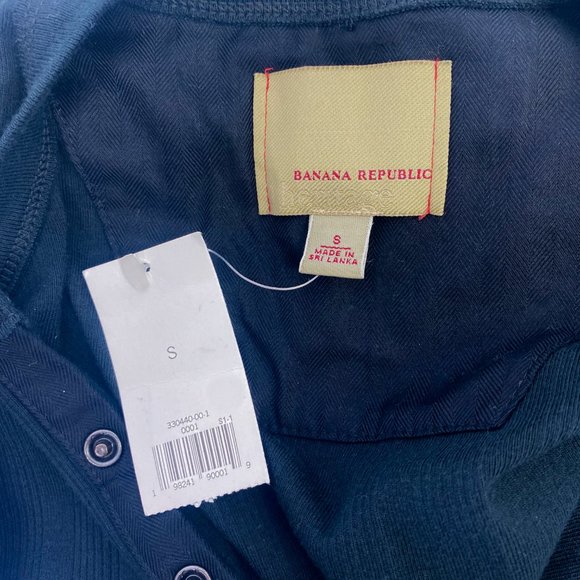 BANANA REPUBLIC
S
MADE IN
SRI LANKA
S
330440-00-1
0001 S1-1
1 98241 90001 9